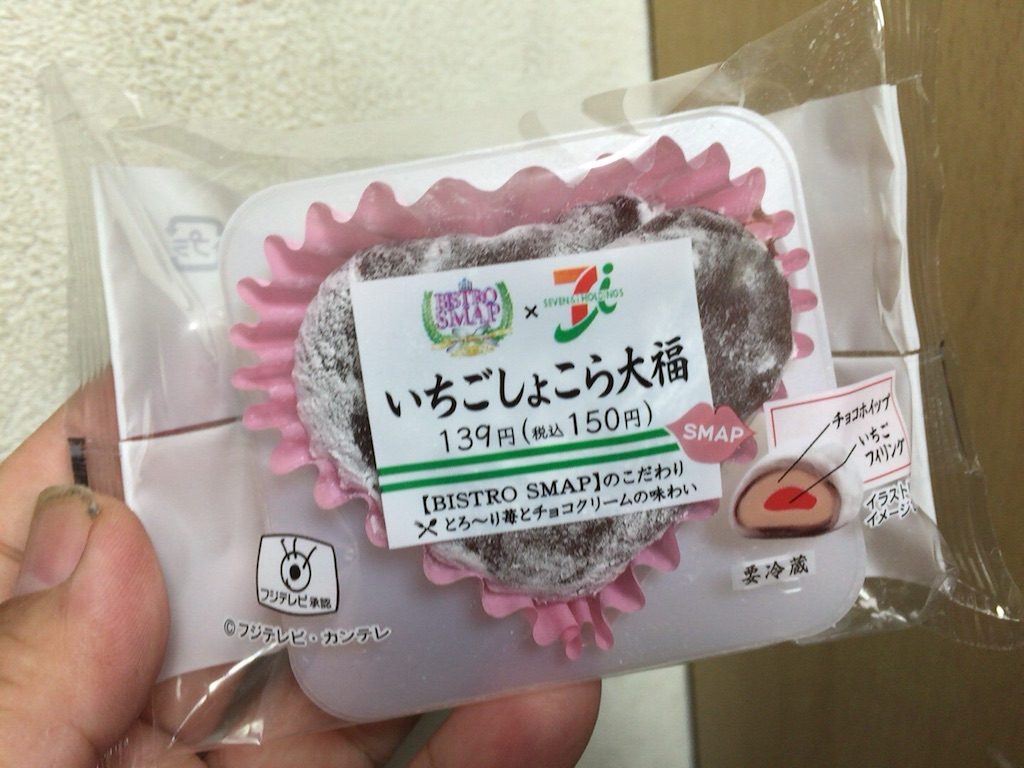 BISTRO
SMAP
×
SEVEN & i HOLDINGS
いちごしょこら大福
139円(税込150円)
SMAP
【BISTRO SMAP】のこだわり
とろ〜り苺とチョコクリームの味わい
チョコホイップ
いちご
フィリング
イラスト
イメージ
要冷蔵
フジテレビ承認
©フジテレビ・カンテレ
プラ